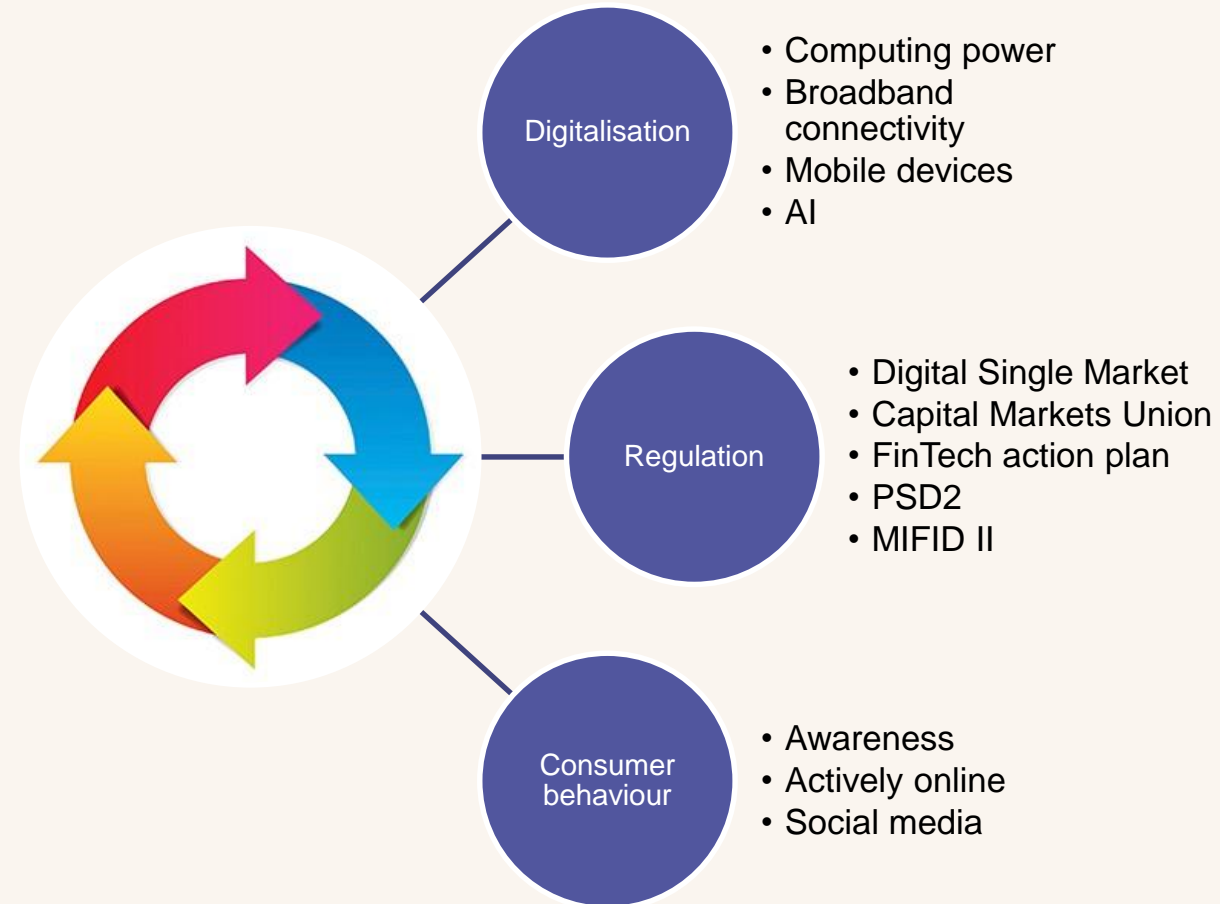 Digitalisation
• Computing power
• Broadband
connectivity
• Mobile devices
• AI
Regulation
• Digital Single Market
• Capital Markets Union
• FinTech action plan
• PSD2
• MIFID II
Consumer
behaviour
• Awareness
• Actively online
• Social media